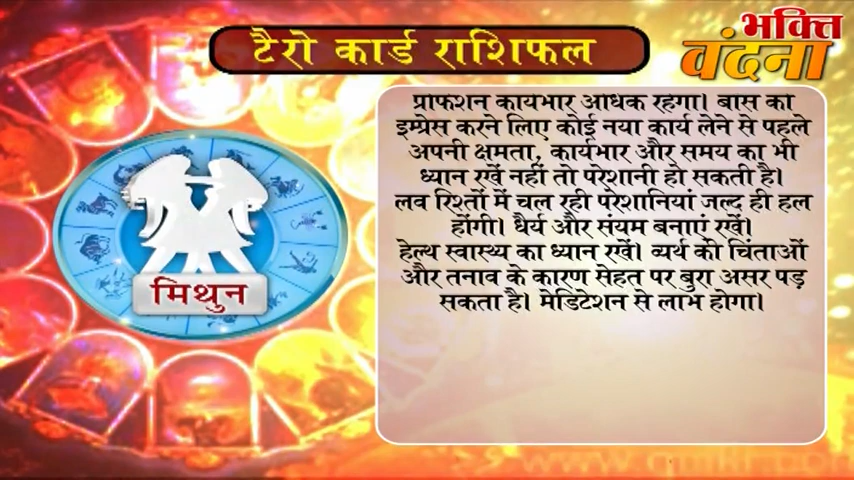 टैरो कार्ड राशिफल
भक्ति
वंदना
प्रोफेशन कार्यभार अधिक रहेगा। बॉस को
इम्प्रेस करने लिए कोई नया कार्य लेने से पहले
अपनी क्षमता, कार्यभार और समय का भी
ध्यान रखें नहीं तो परेशानी हो सकती है।
लव रिश्तों में चल रही परेशानियां जल्द ही हल
होंगी। धैर्य और संयम बनाएं रखें।
हेल्थ स्वास्थ्य का ध्यान रखें। व्यर्थ की चिंताओं
और तनाव के कारण सेहत पर बुरा असर पड़
सकता है। मेडिटेशन से लाभ होगा।
मिथुन